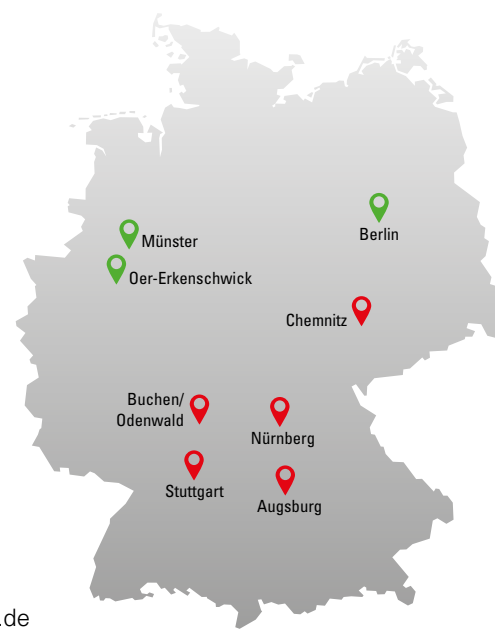 Berlin
Münster
Oer-Erkenschwick
Chemnitz
Buchen/
Odenwald
Nürnberg
Stuttgart
Augsburg
.de